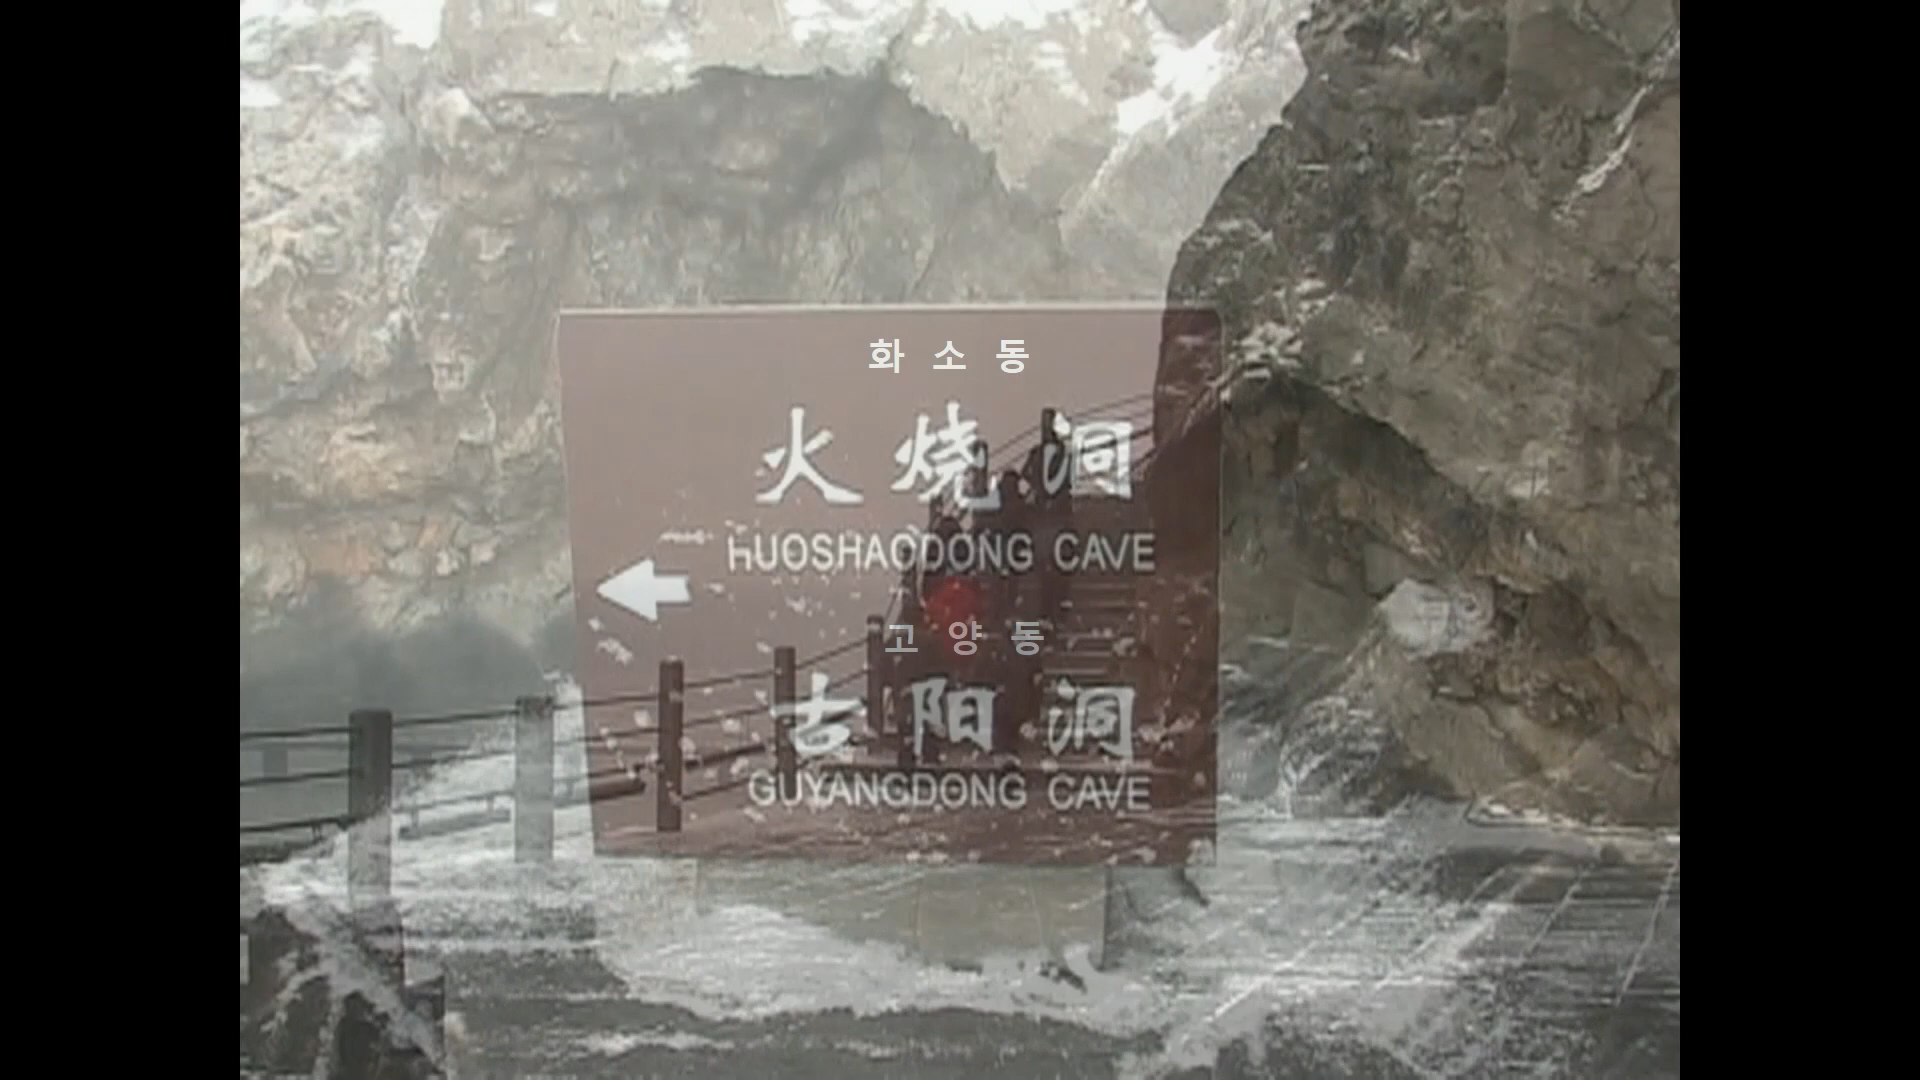 화 소 동
火 烧 洞
HUOSHAODONG CAVE
고 양 동
古 阳 洞
GUYANGDONG CAVE